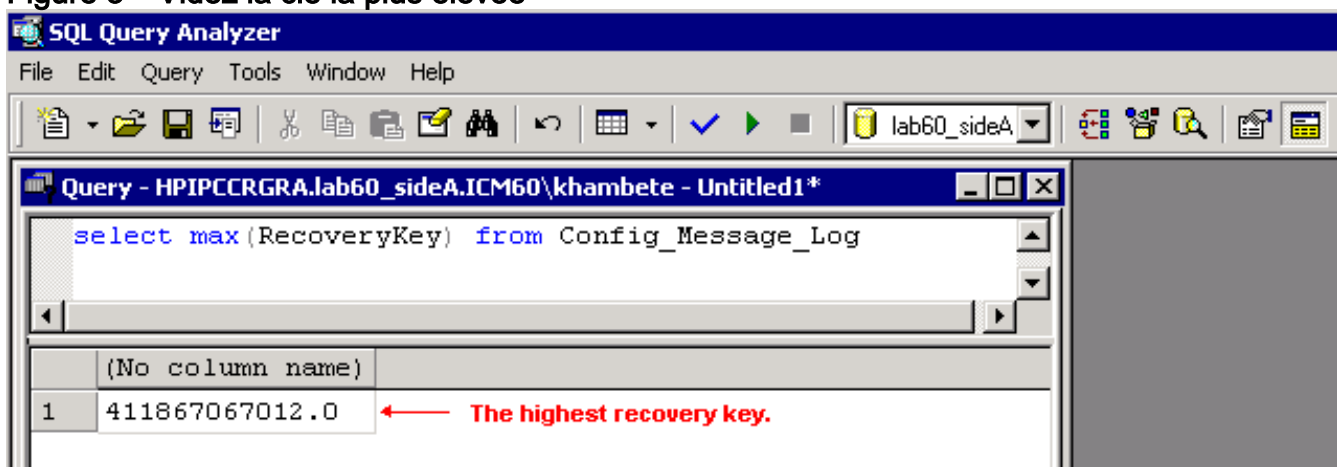 SQL Query Analyzer
File Edit Query Tools Window Help
lab60_sideA
Query - HPIPCCRGRA.lab60_sideA.ICM60\khambete - Untitled1*
select max(RecoveryKey) from Config_Message_Log
(No column name)
1 411867067012.0 The highest recovery key.